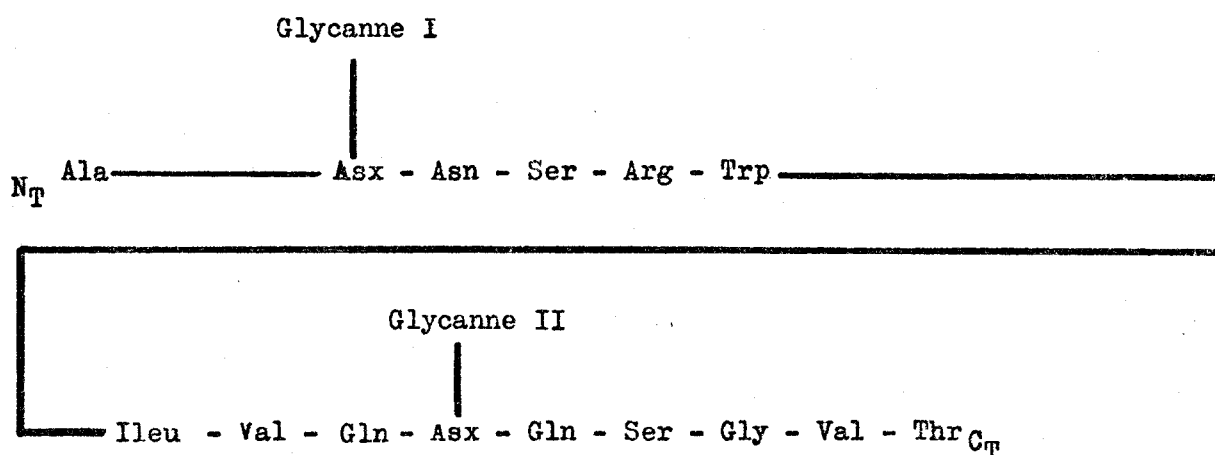 Glycanne I
N_T Ala — Asx - Asn - Ser - Arg - Trp —
Glycanne II
— Ileu - Val - Gln - Asx - Gln - Ser - Gly - Val - Thr C_T